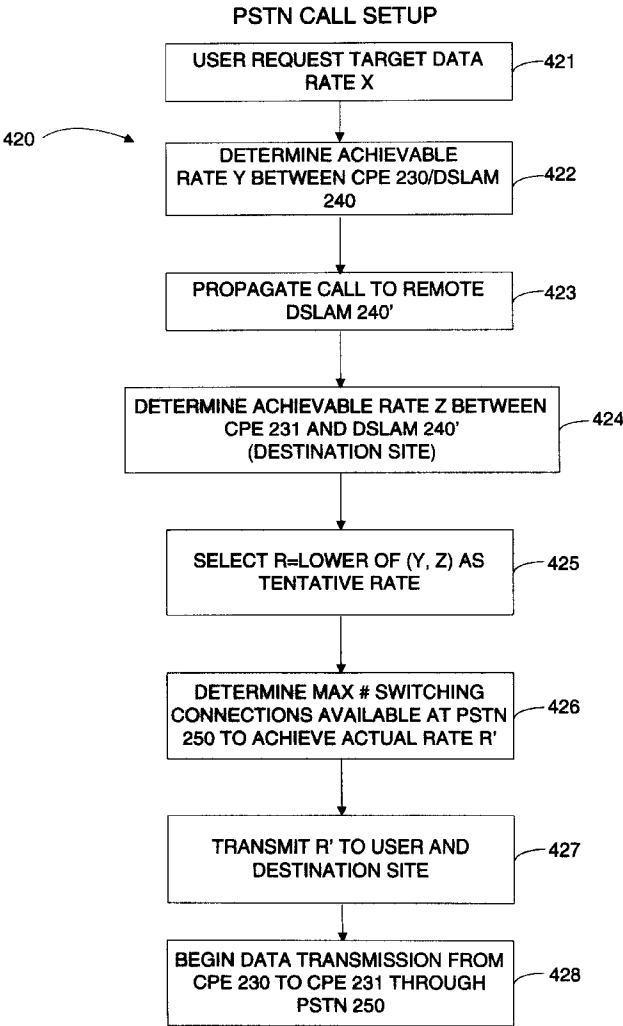 PSTN CALL SETUP
USER REQUEST TARGET DATA
RATE X
421
420
DETERMINE ACHIEVABLE
RATE Y BETWEEN CPE 230/DSLAM
240
422
PROPAGATE CALL TO REMOTE
DSLAM 240'
423
DETERMINE ACHIEVABLE RATE Z BETWEEN
CPE 231 AND DSLAM 240'
(DESTINATION SITE)
424
SELECT R=LOWER OF (Y, Z) AS
TENTATIVE RATE
425
DETERMINE MAX # SWITCHING
CONNECTIONS AVAILABLE AT PSTN
250 TO ACHIEVE ACTUAL RATE R'
426
TRANSMIT R' TO USER AND
DESTINATION SITE
427
BEGIN DATA TRANSMISSION FROM
CPE 230 TO CPE 231 THROUGH
PSTN 250
428